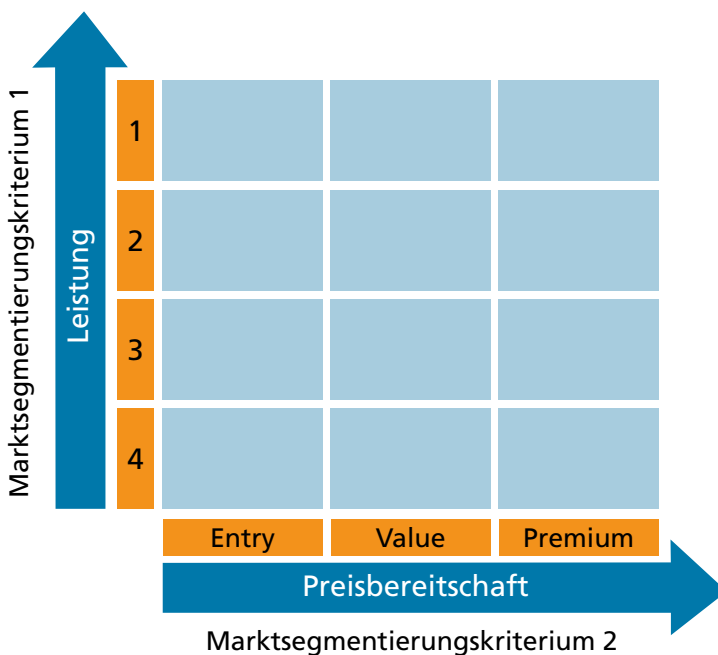 Marktsegmentierungskriterium 1
Leistung
1
2
3
4
Entry
Value
Premium
Preisbereitschaft
Marktsegmentierungskriterium 2